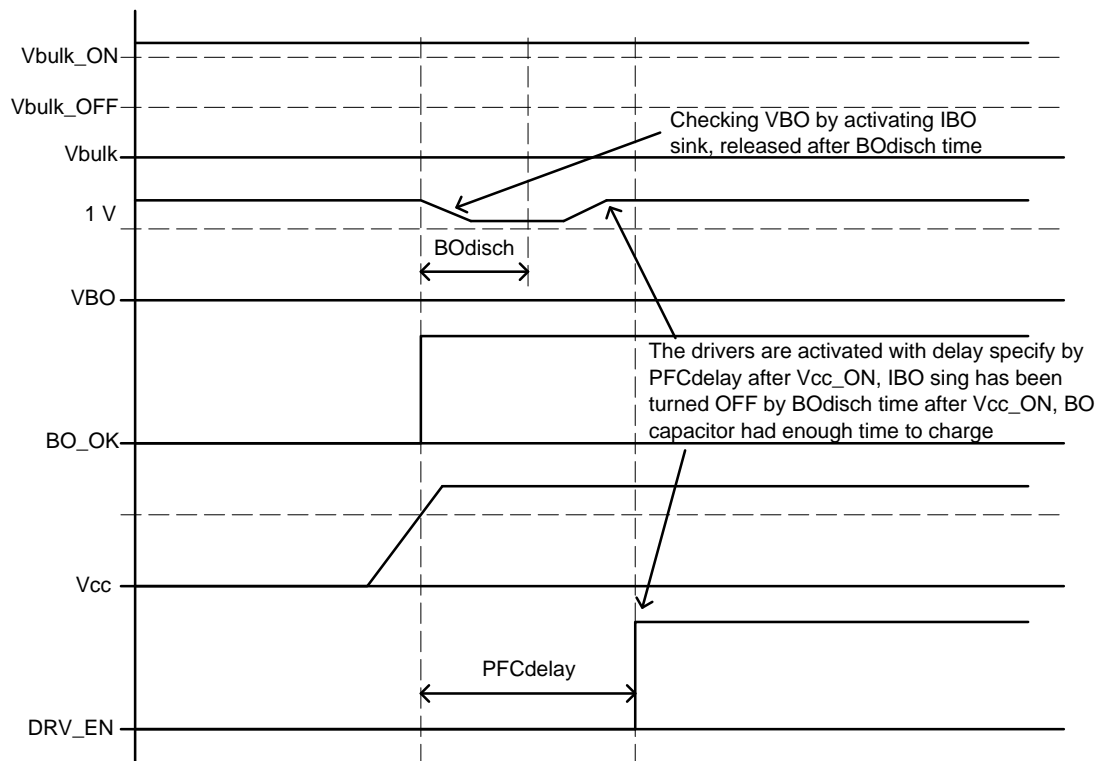 Vbulk_ON
Vbulk_OFF
Checking VBO by activating IBO
sink, released after BOdisch time
Vbulk
1 V
BOdisch
VBO
The drivers are activated with delay specify by
PFCdelay after Vcc_ON, IBO sing has been
turned OFF by BOdisch time after Vcc_ON, BO
capacitor had enough time to charge
BO_OK
Vcc
PFCdelay
DRV_EN